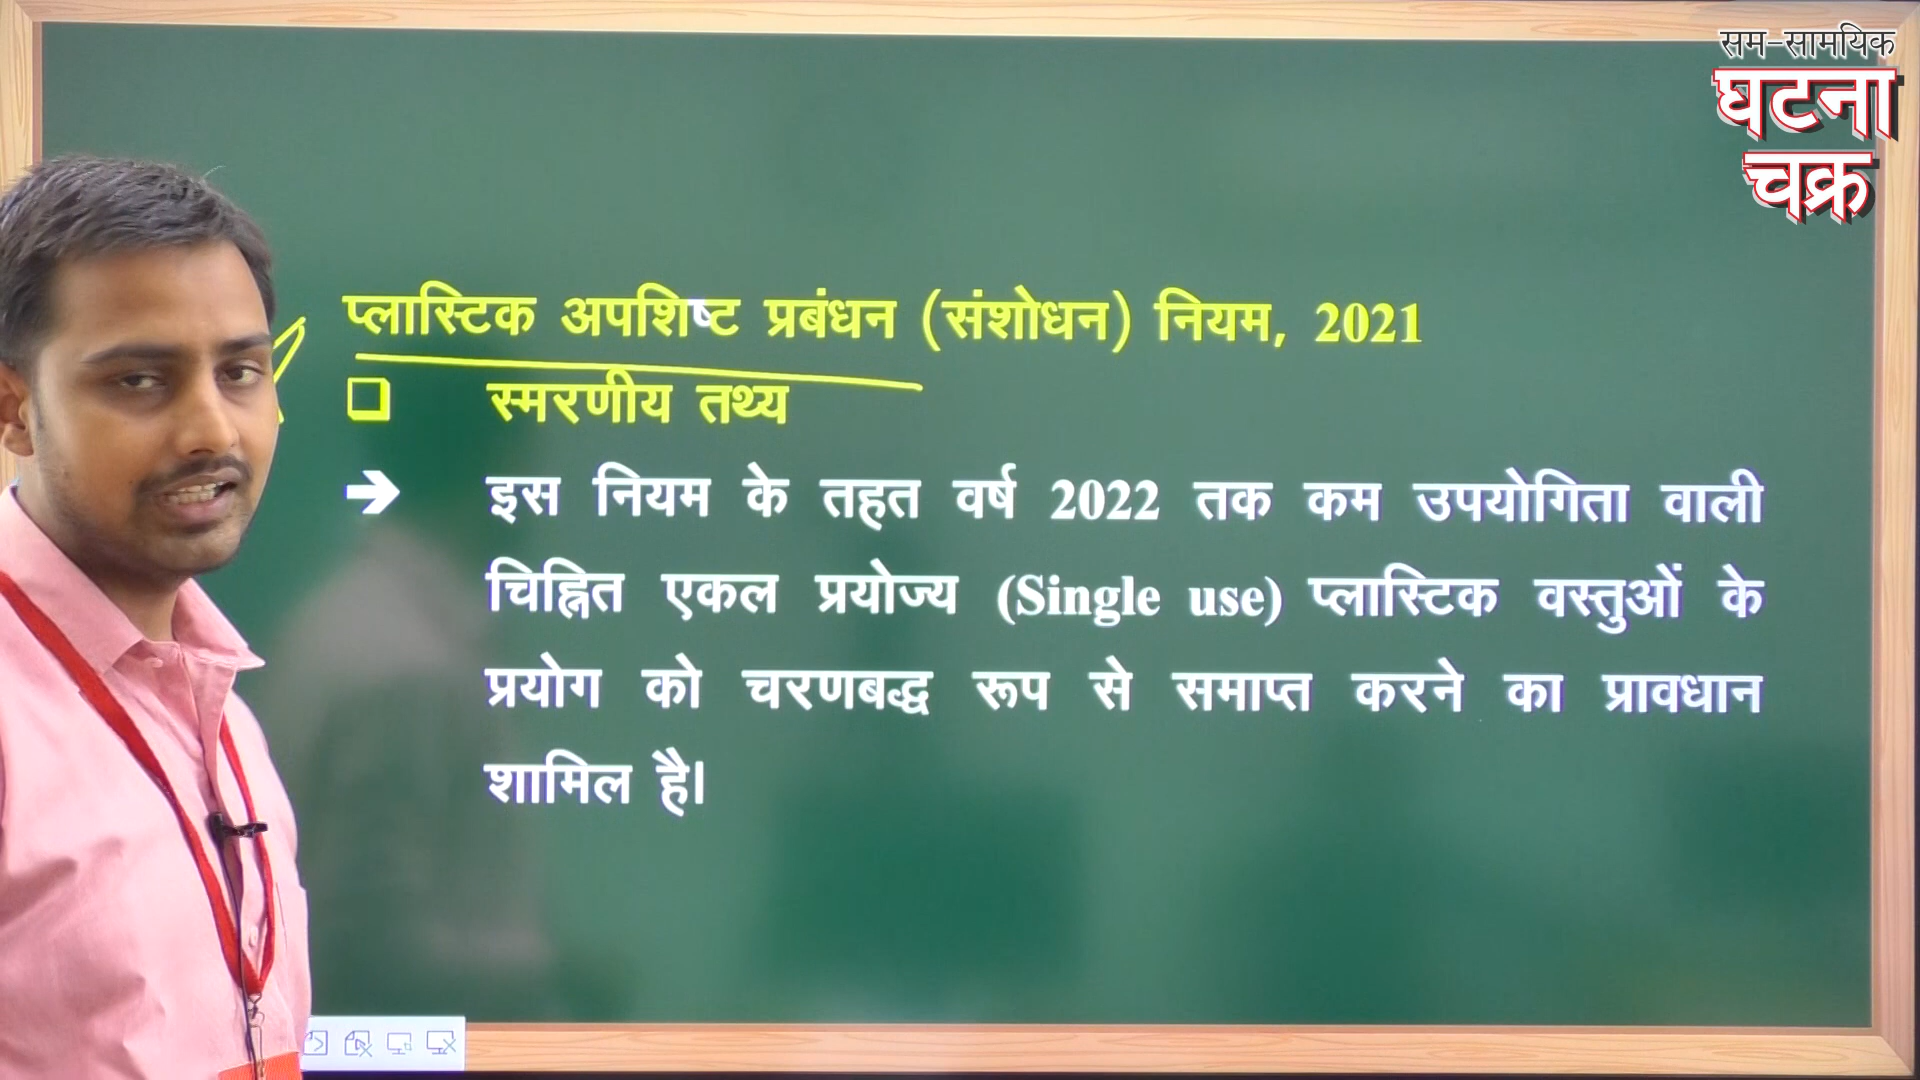 सम-सामयिक
घटना
चक्र
प्लास्टिक अपशिष्ट प्रबंधन (संशोधन) नियम, 2021
स्मरणीय तथ्य
इस नियम के तहत वर्ष 2022 तक कम उपयोगिता वाली
चिह्नित एकल प्रयोज्य (Single use) प्लास्टिक वस्तुओं के
प्रयोग को चरणबद्ध रूप से समाप्त करने का प्रावधान
शामिल है।